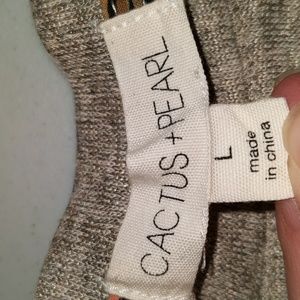 CACTUS + PEARL
L
made
in china